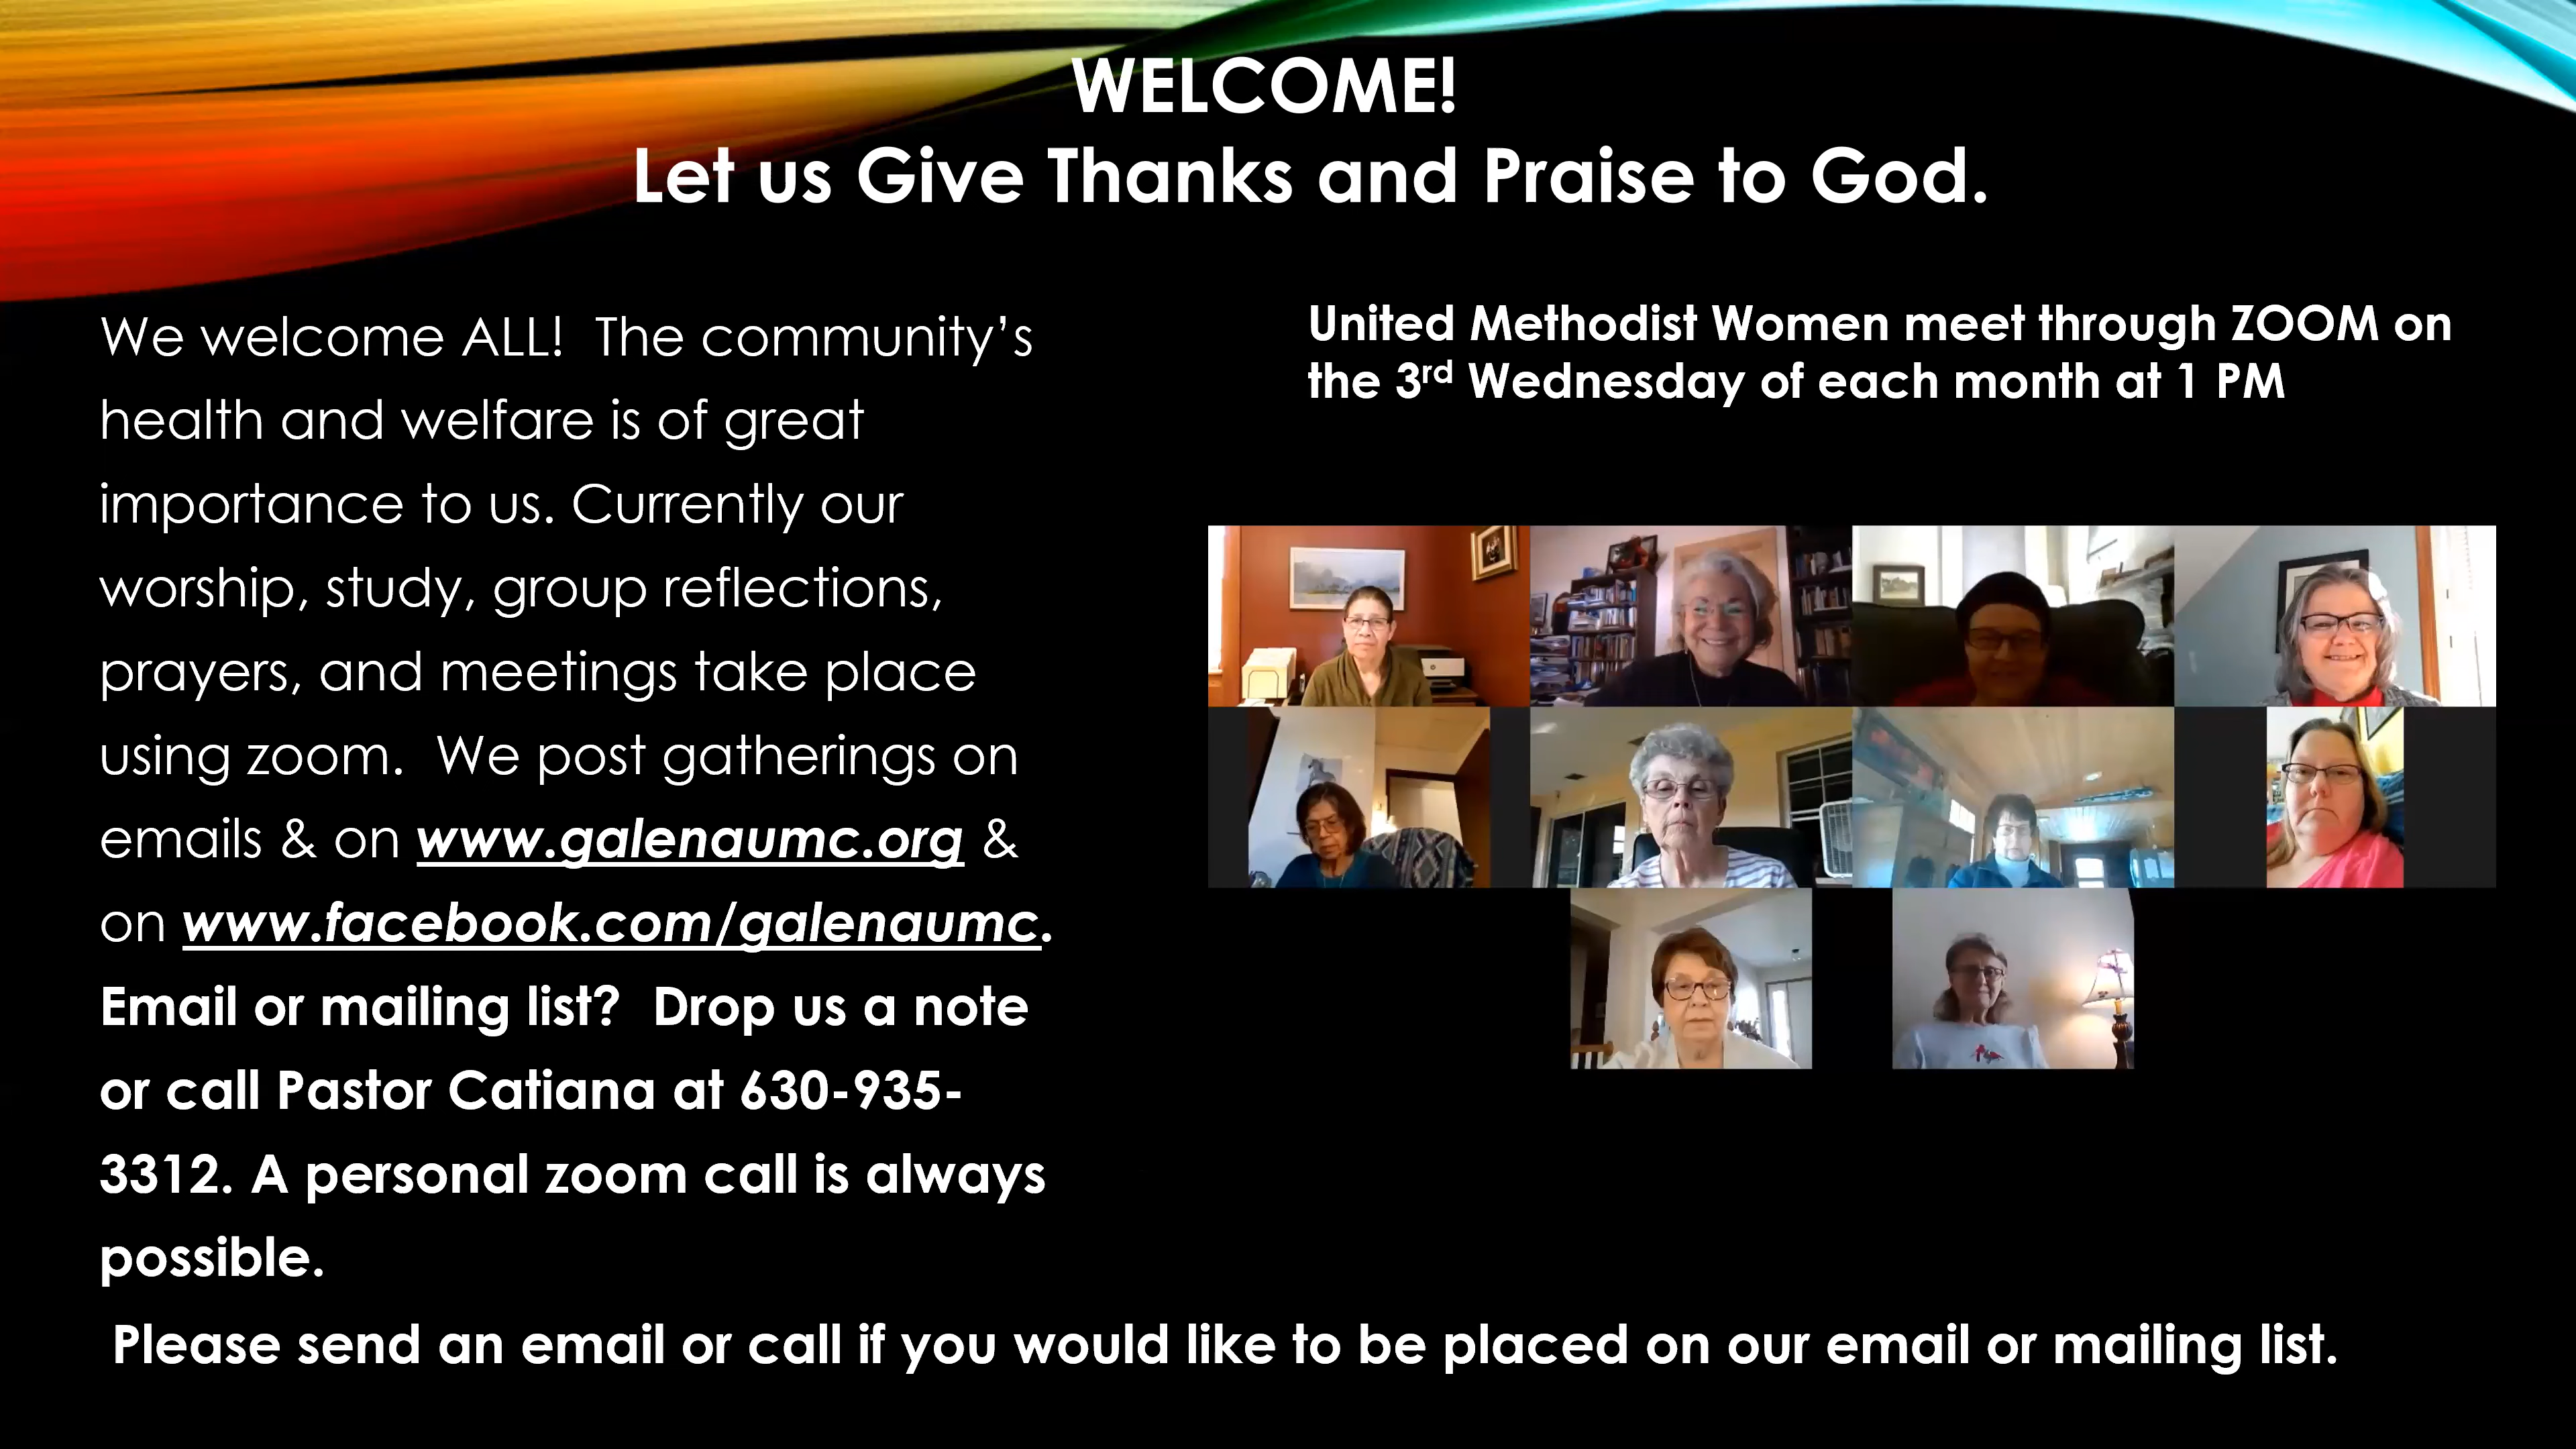 WELCOME!
Let us Give Thanks and Praise to God.
We welcome ALL!  The community’s
health and welfare is of great
importance to us. Currently our
worship, study, group reflections,
prayers, and meetings take place
using zoom.  We post gatherings on
emails & on www.galenaumc.org &
on www.facebook.com/galenaumc.
Email or mailing list?  Drop us a note
or call Pastor Catiana at 630-935-
3312. A personal zoom call is always
possible.
United Methodist Women meet through ZOOM on
the 3rd Wednesday of each month at 1 PM
Please send an email or call if you would like to be placed on our email or mailing list.